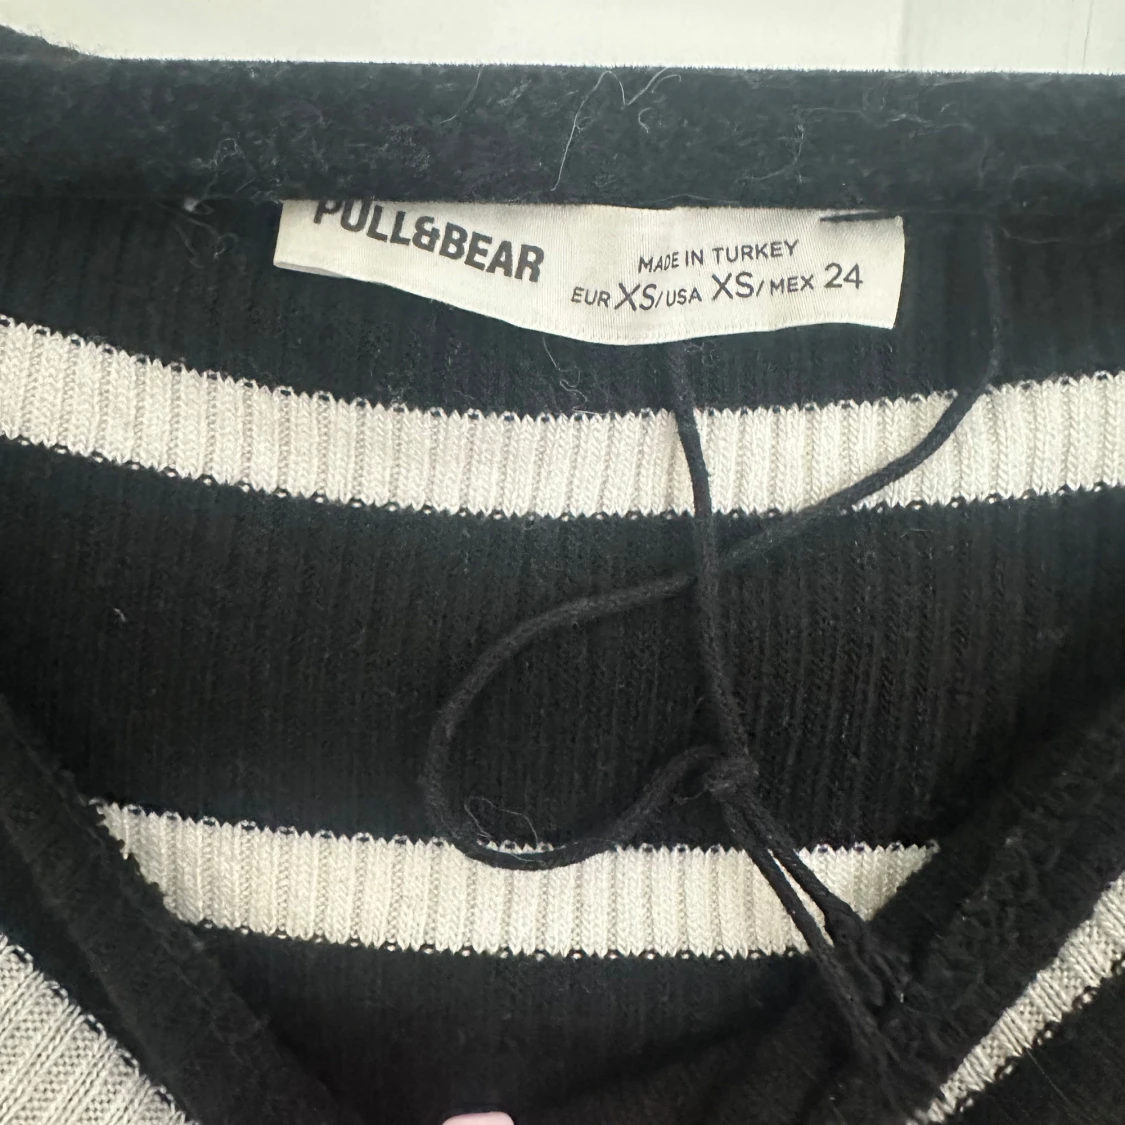 PULL&BEAR
MADE IN TURKEY
EUR XS/USA XS/MEX 24